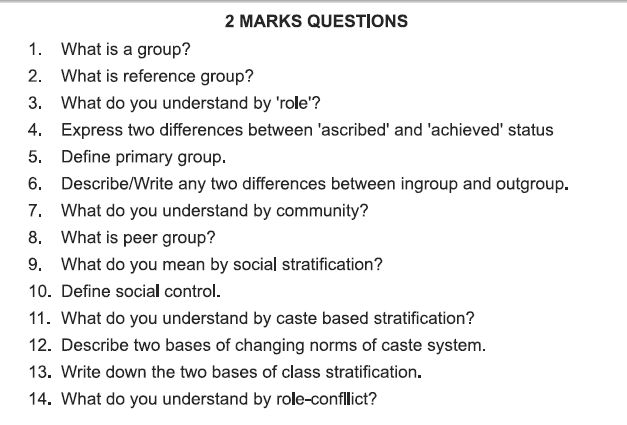 2 MARKS QUESTIONS
1. What is a group?
2. What is reference group?
3. What do you understand by 'role'?
4. Express two differences between 'ascribed' and 'achieved' status
5. Define primary group.
6. Describe/Write any two differences between ingroup and outgroup.
7. What do you understand by community?
8. What is peer group?
9. What do you mean by social stratification?
10. Define social control.
11. What do you understand by caste based stratification?
12. Describe two bases of changing norms of caste system.
13. Write down the two bases of class stratification.
14. What do you understand by role-conflict?